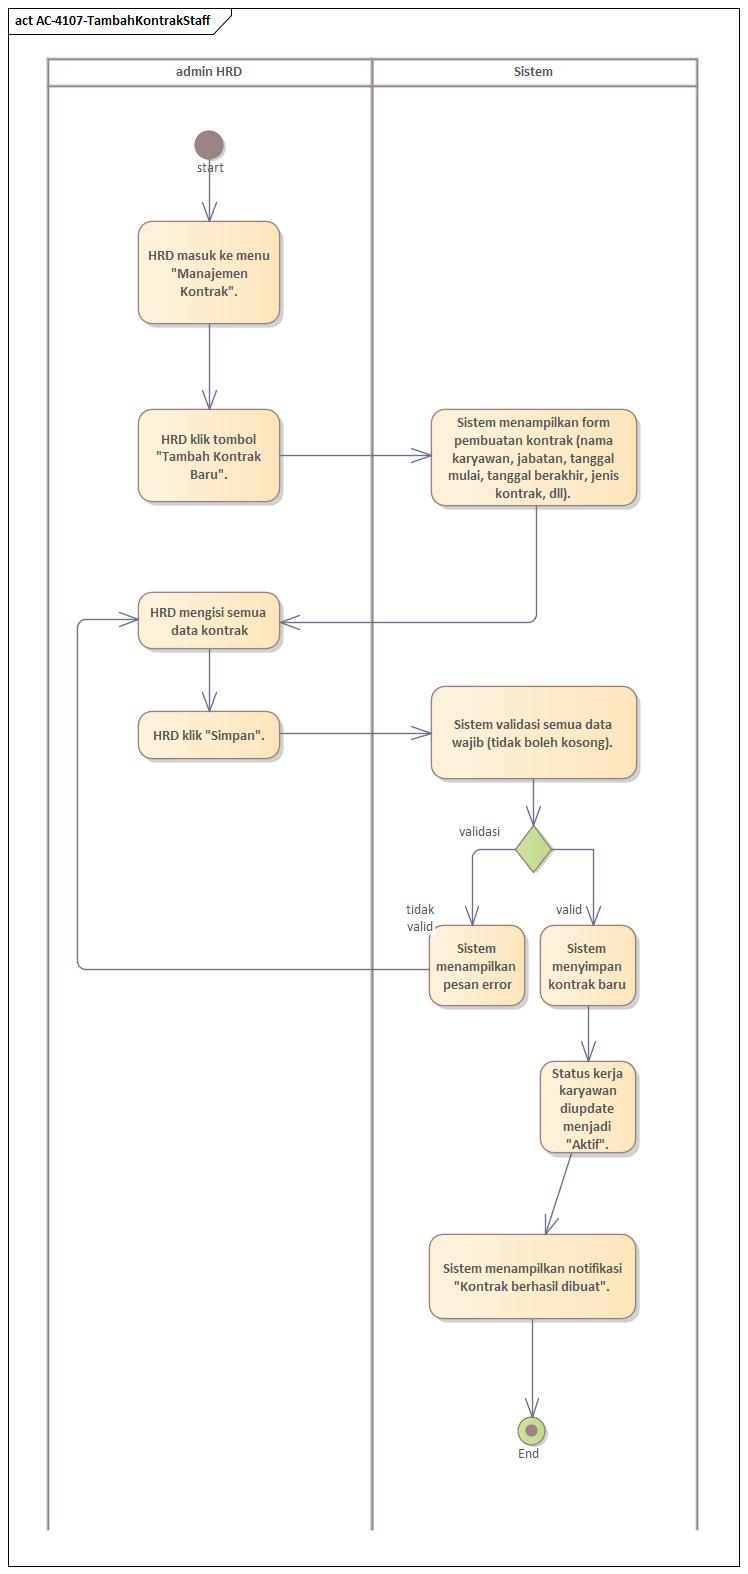 act AC-4107-TambahKontrakStaff
admin HRD
Sistem
start
HRD masuk ke menu
"Manajemen
Kontrak".
HRD klik tombol
"Tambah Kontrak
Baru".
Sistem menampilkan form
pembuatan kontrak (nama
karyawan, jabatan, tanggal
mulai, tanggal berakhir, jenis
kontrak, dll).
HRD mengisi semua
data kontrak
HRD klik "Simpan".
Sistem validasi semua data
wajib (tidak boleh kosong).
validasi
tidak
valid
valid
Sistem
menampilkan
pesan error
Sistem
menyimpan
kontrak baru
Status kerja
karyawan
diupdate
menjadi
"Aktif".
Sistem menampilkan notifikasi
"Kontrak berhasil dibuat".
End